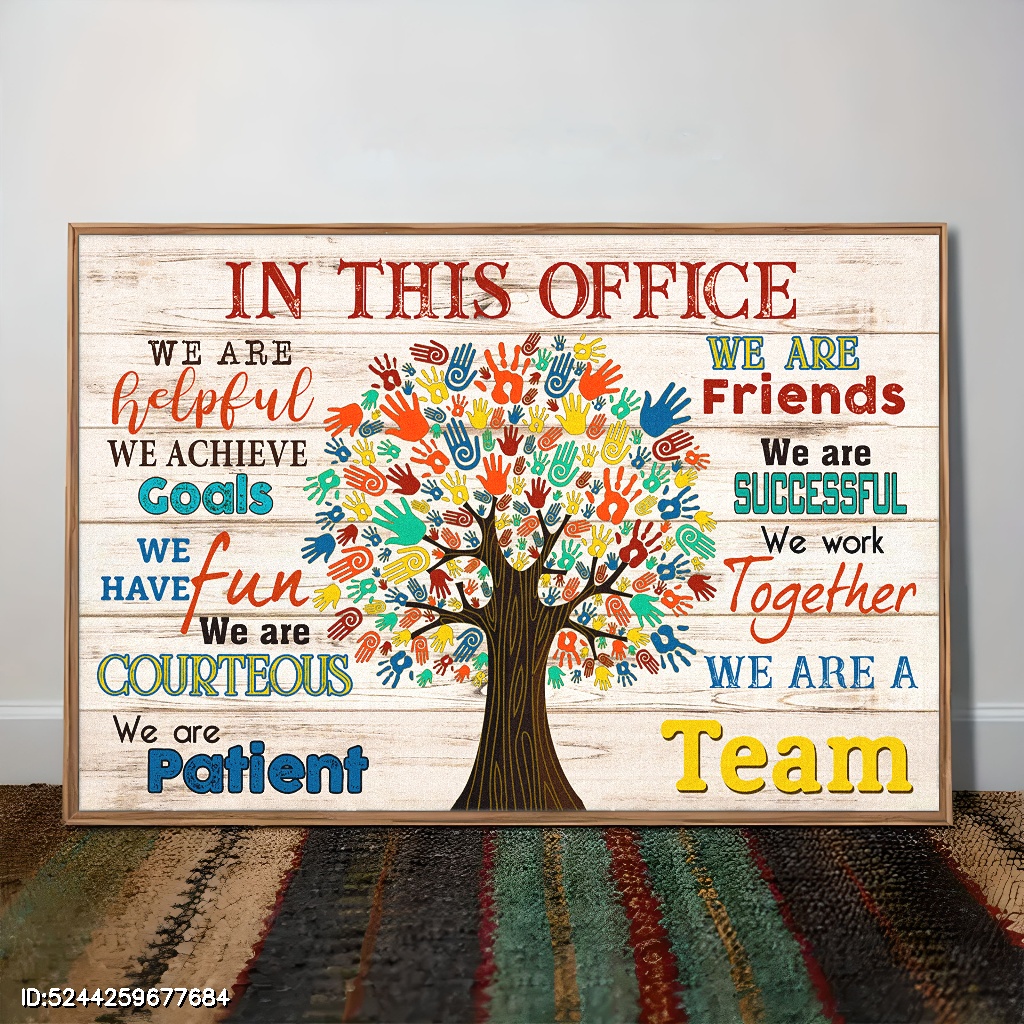 IN THIS OFFICE
WE ARE
helpful
WE ACHIEVE
Goals
WE
HAVE fun
We are
COURTEOUS
We are
Patient
WE ARE
Friends
We are
SUCCESSFUL
We work
Together
WE ARE A
Team
ID:5244259677684